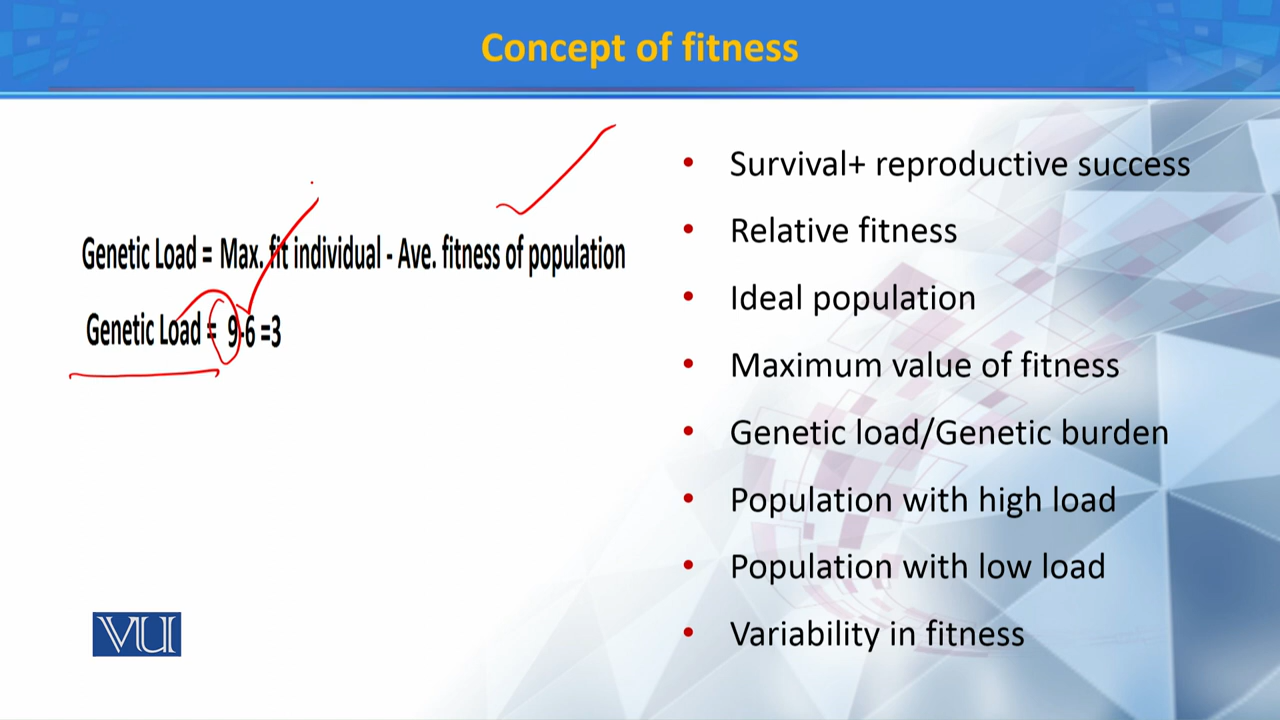 Concept of fitness
Genetic Load = Max. fit individual - Ave. fitness of population
Genetic Load = 9-6 =3
• Survival+ reproductive success
• Relative fitness
• Ideal population
• Maximum value of fitness
• Genetic load/Genetic burden
• Population with high load
• Population with low load
• Variability in fitness
VU